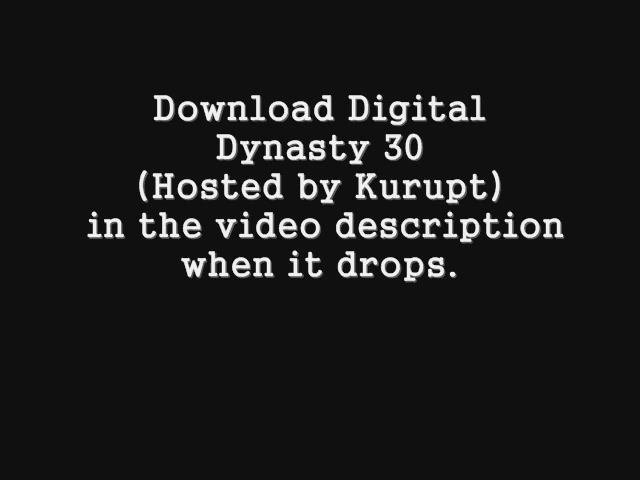 Download Digital
Dynasty 30
(Hosted by Kurupt)
in the video description
when it drops.